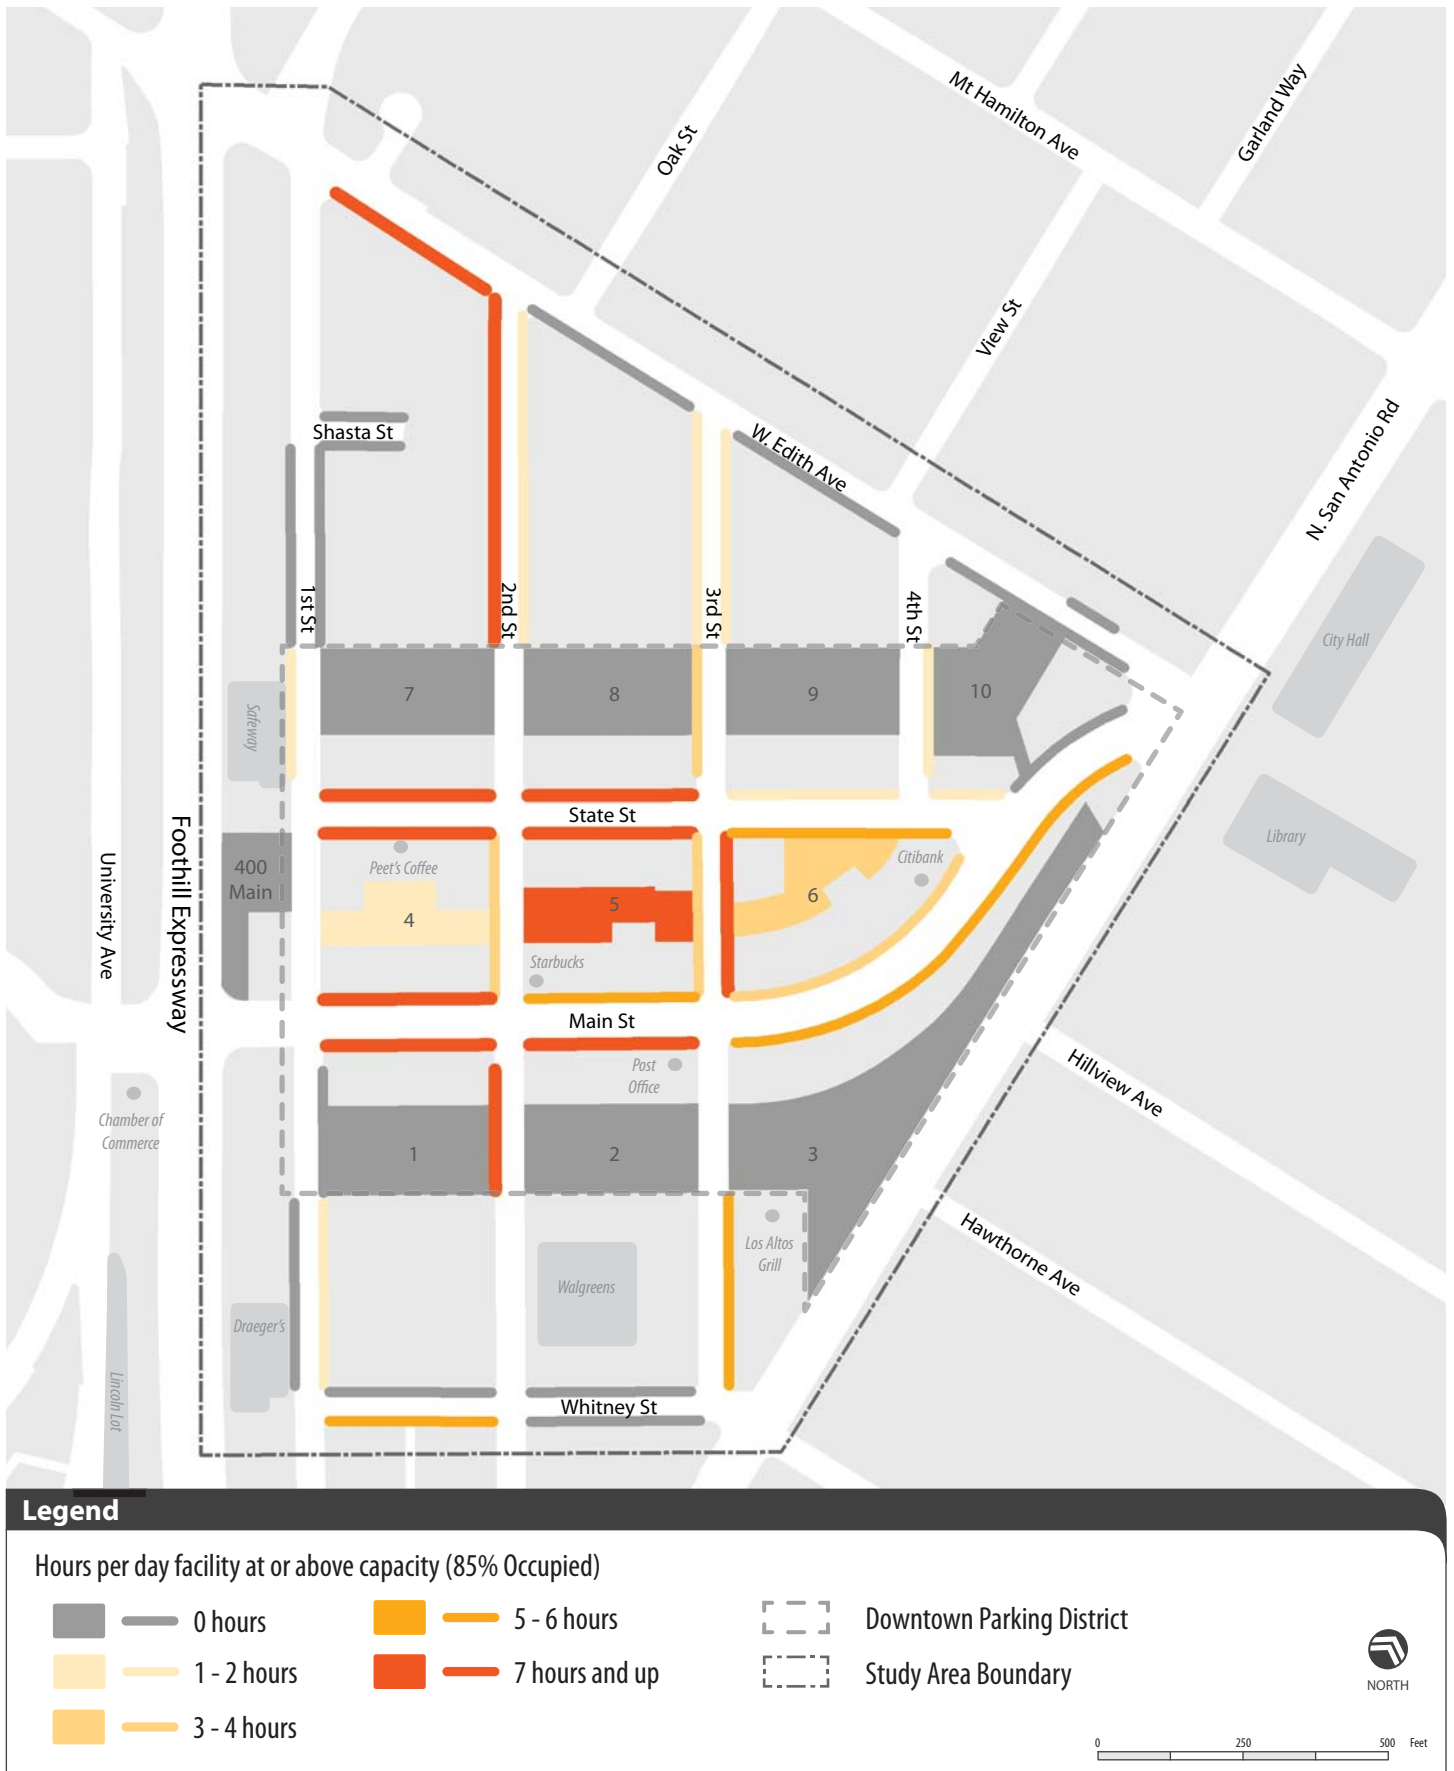 Mt Hamilton Ave
Garland Way
Oak St
View St
N. San Antonio Rd
W. Edith Ave
Shasta St
1st St
2nd St
3rd St
4th St
City Hall
7
8
9
10
Safeway
State St
Foothill Expressway
University Ave
400
Main
Peet's Coffee
4
5
6
Citibank
Library
Starbucks
Main St
Post
Office
Hillview Ave
Chamber of
Commerce
1
2
3
Hawthorne Ave
Los Altos
Grill
Walgreens
Draeger's
Lincoln Lot
Whitney St
Legend
Hours per day facility at or above capacity (85% Occupied)
0 hours
1 - 2 hours
3 - 4 hours
5 - 6 hours
7 hours and up
Downtown Parking District
Study Area Boundary
NORTH
0 250 500 Feet